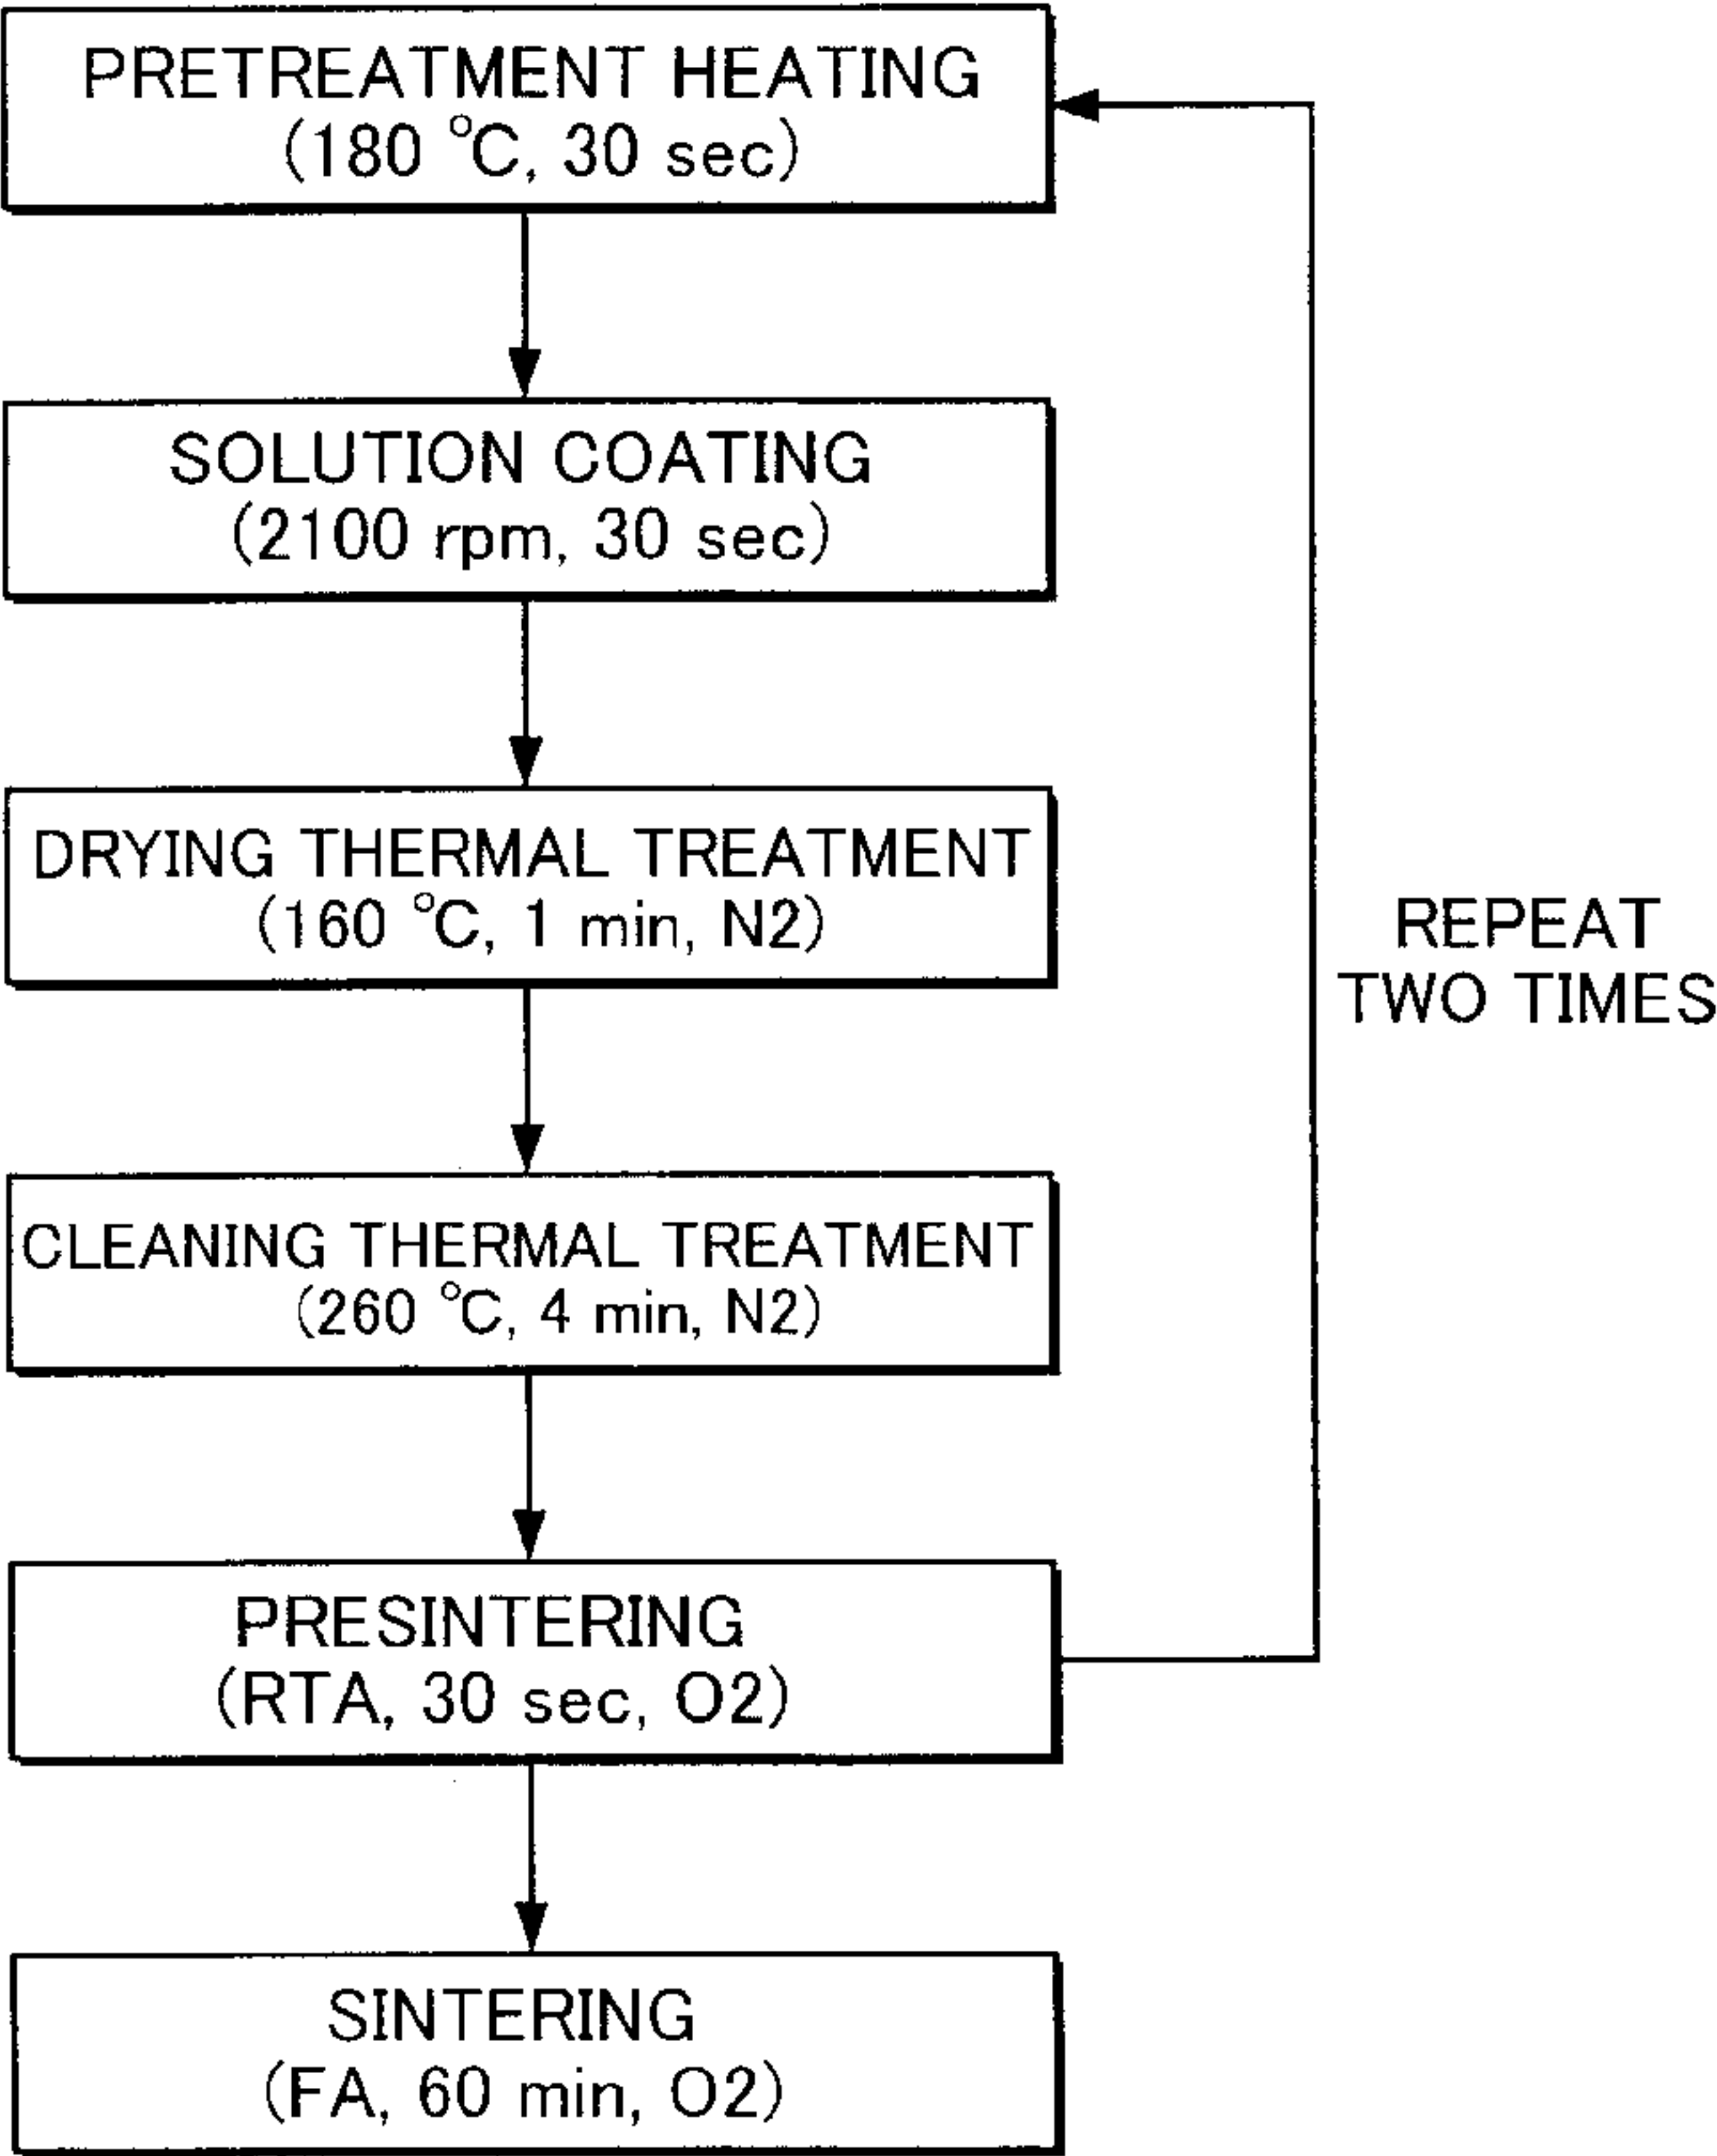 PRETREATMENT HEATING
(180 °C, 30 sec)
SOLUTION COATING
(2100 rpm, 30 sec)
DRYING THERMAL TREATMENT
(160 °C, 1 min, N2)
REPEAT
TWO TIMES
CLEANING THERMAL TREATMENT
(260 °C, 4 min, N2)
PRESINTERING
(RTA, 30 sec, O2)
SINTERING
(FA, 60 min, O2)